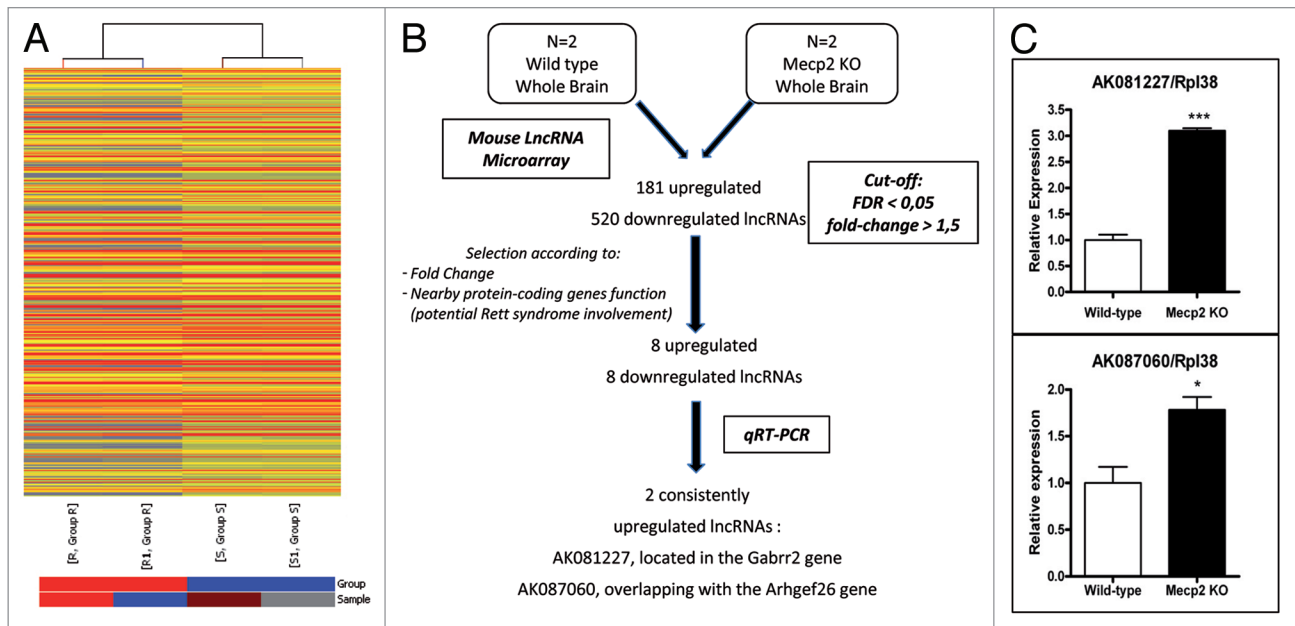 A
[R, Group R]
[R1, Group R]
[S, Group S]
[S1, Group S]
Group
Sample
B
N=2
Wild type
Whole Brain
N=2
Mecp2 KO
Whole Brain
Mouse LncRNA
Microarray
181 upregulated
520 downregulated lncRNAs
Cut-off:
FDR < 0,05
fold-change > 1,5
Selection according to:
- Fold Change
- Nearby protein-coding genes function
(potential Rett syndrome involvement)
8 upregulated
8 downregulated lncRNAs
qRT-PCR
2 consistently
upregulated lncRNAs :
AK081227, located in the Gabrr2 gene
AK087060, overlapping with the Arhgef26 gene
C
AK081227/Rpl38
Relative Expression
3.5
3.0
2.5
2.0
1.5
1.0
0.5
0.0
***
Wild-type
Mecp2 KO
AK087060/Rpl38
Relative expression
2.0
1.5
1.0
0.5
0.0
*
Wild-type
Mecp2 KO